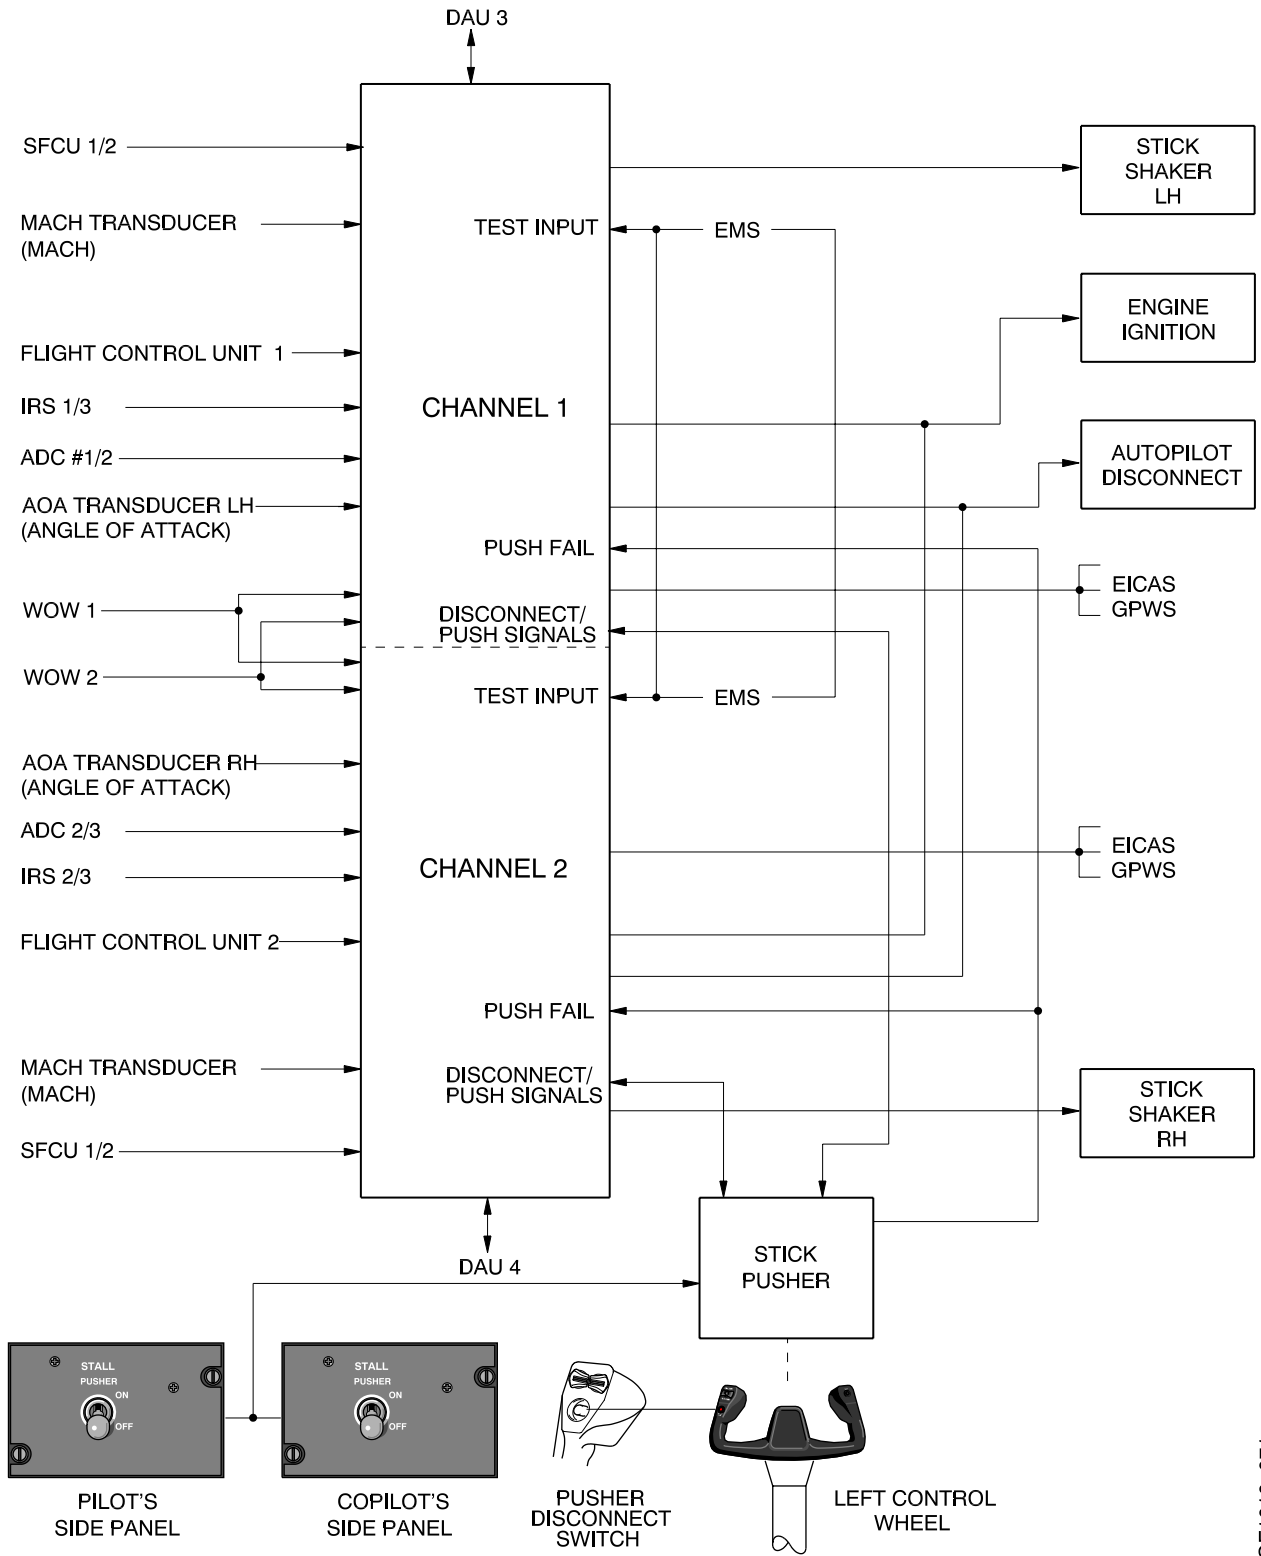 DAU 3
SFCU 1/2
MACH TRANSDUCER
(MACH)
FLIGHT CONTROL UNIT 1
IRS 1/3
ADC #1/2
AOA TRANSDUCER LH
(ANGLE OF ATTACK)
WOW 1
WOW 2
AOA TRANSDUCER RH
(ANGLE OF ATTACK)
ADC 2/3
IRS 2/3
FLIGHT CONTROL UNIT 2
MACH TRANSDUCER
(MACH)
SFCU 1/2
TEST INPUT
CHANNEL 1
PUSH FAIL
DISCONNECT/
PUSH SIGNALS
TEST INPUT
CHANNEL 2
PUSH FAIL
DISCONNECT/
PUSH SIGNALS
DAU 4
EMS
EMS
STICK
SHAKER
LH
ENGINE
IGNITION
AUTOPILOT
DISCONNECT
EICAS
GPWS
EICAS
GPWS
STICK
SHAKER
RH
STICK
PUSHER
STALL
PUSHER
ON
OFF
PILOT'S
SIDE PANEL
STALL
PUSHER
ON
OFF
COPILOT'S
SIDE PANEL
PUSHER
DISCONNECT
SWITCH
LEFT CONTROL
WHEEL